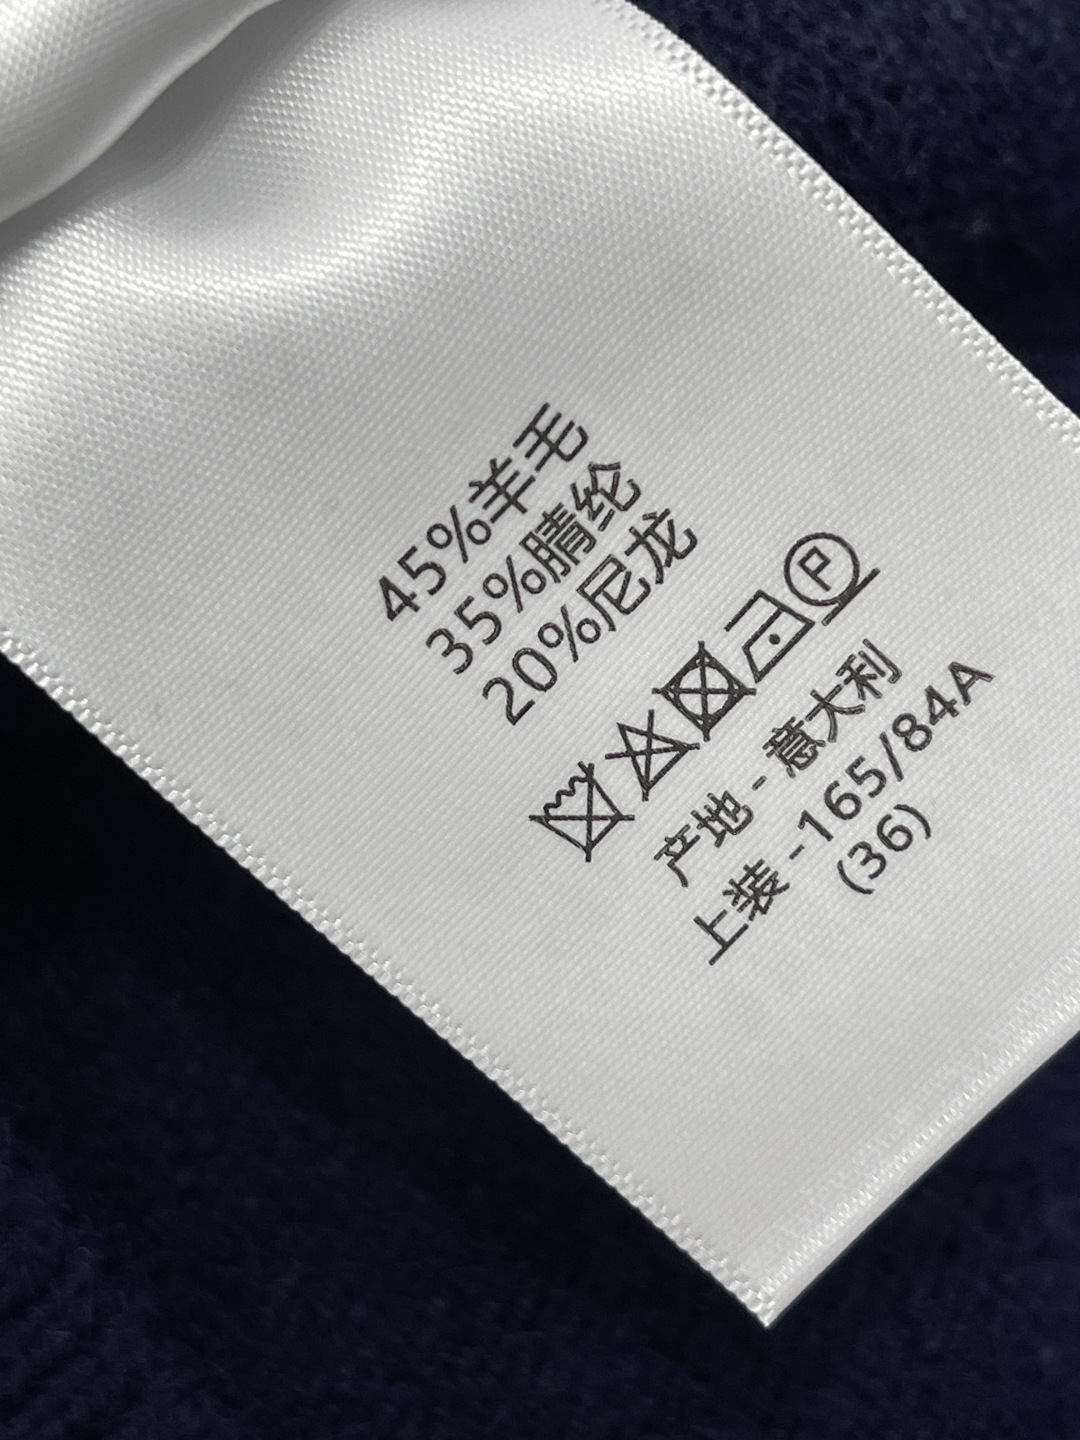 45%羊毛
35%腈纶
20%尼龙
P
产地 - 意大利
上装 -165/84A
(36)